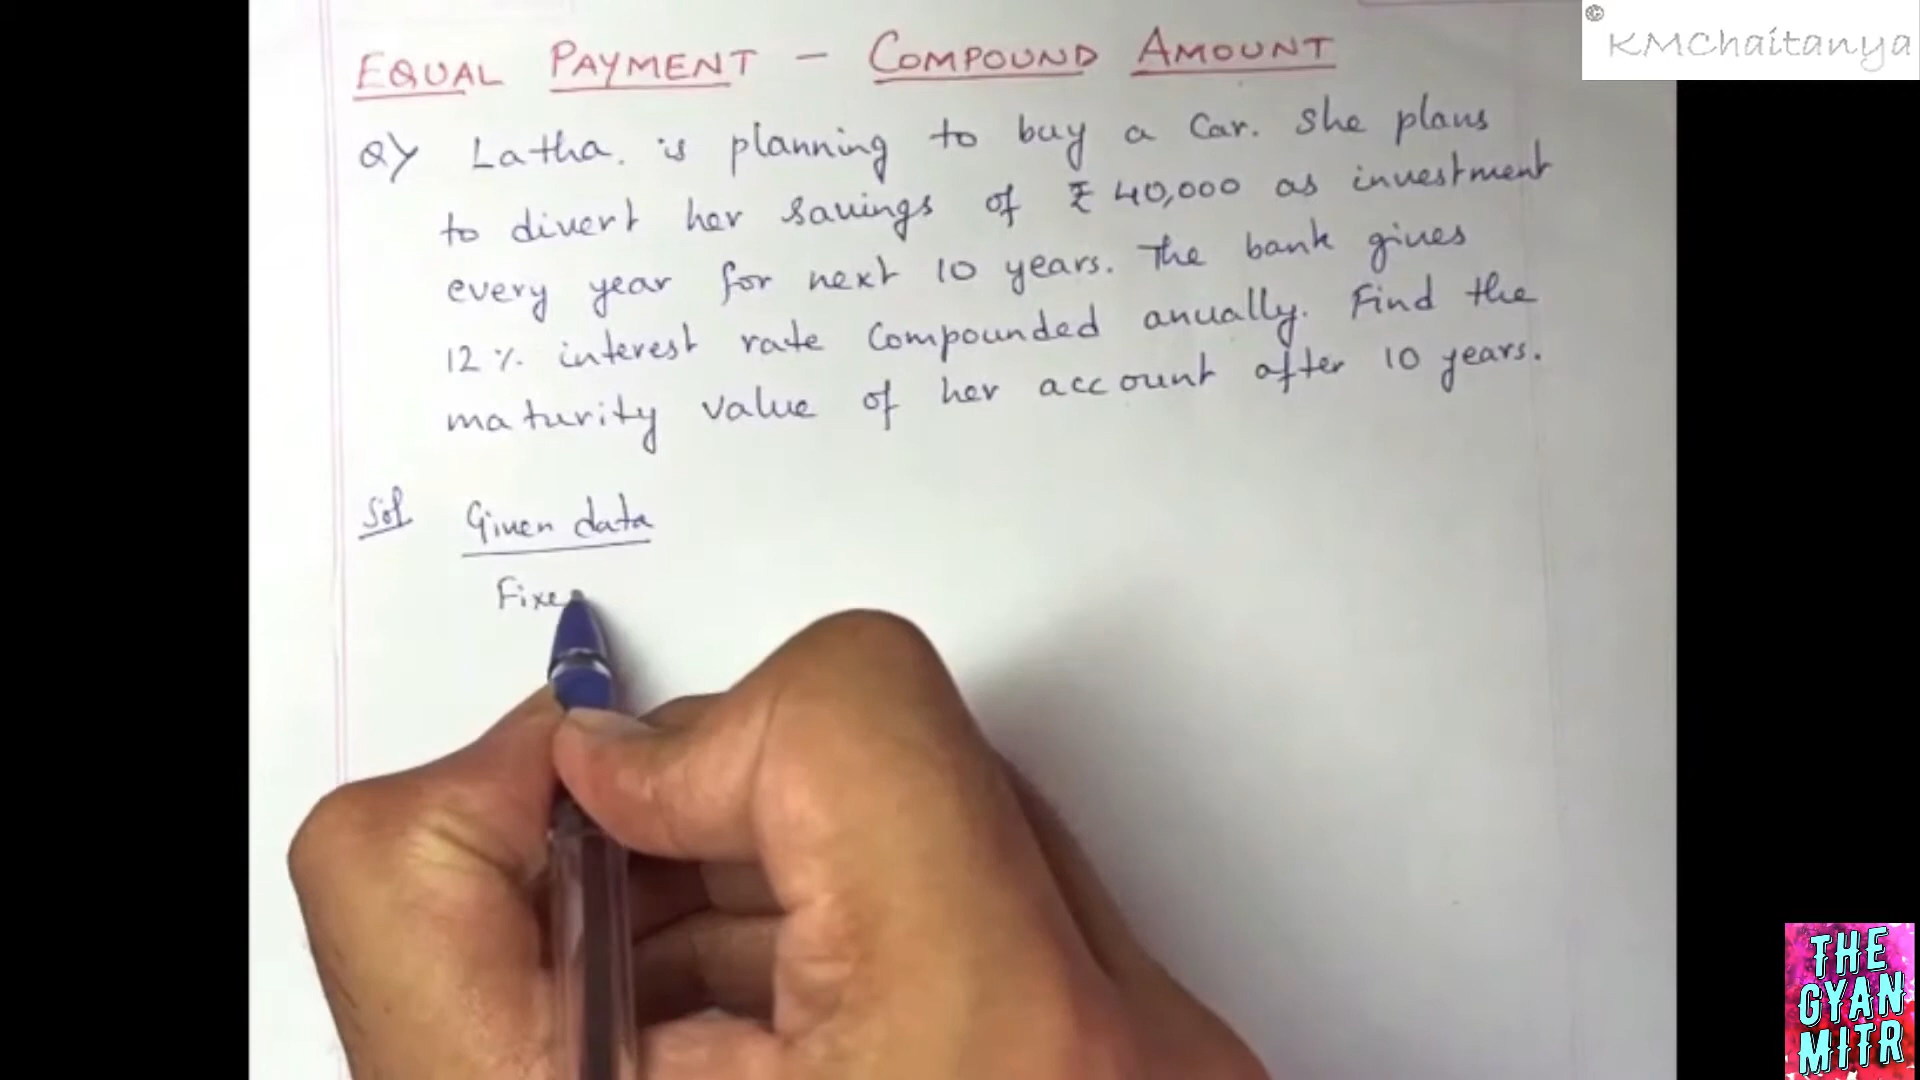 © KMChaitanya
EQUAL PAYMENT - COMPOUND AMOUNT
Q) Latha. is planning to buy a car. She plans
to divert her savings of ₹ 40,000 as investment
every year for next 10 years. The bank gives
12 %. interest rate compounded anually. Find the
maturity value of her account after 10 years.
Sol Given data
Fixe
THE
GYAN
MITR